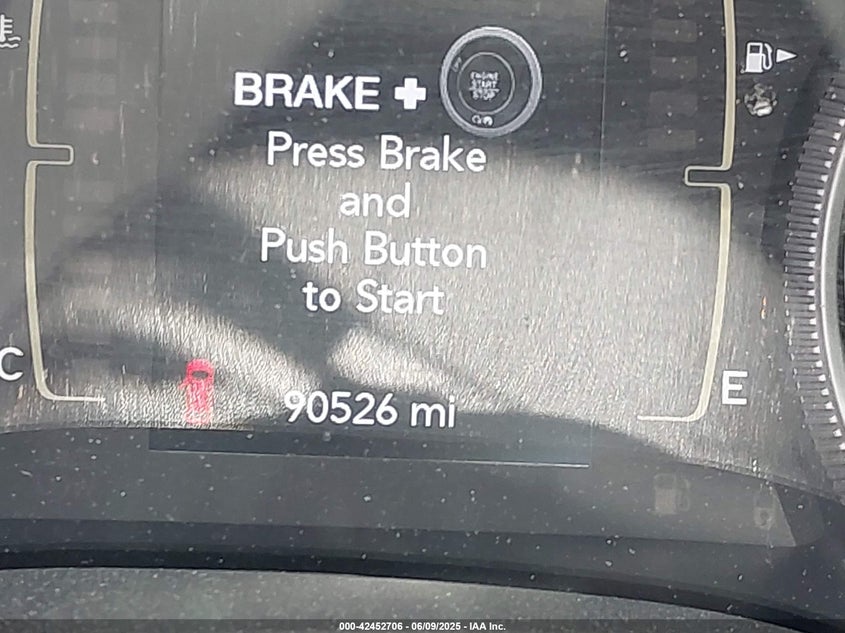 BRAKE +
ENGINE
START
STOP
Press Brake
and
Push Button
to Start
C
E
90526 mi
000-42452706 - 06/09/2025 - IAA Inc.